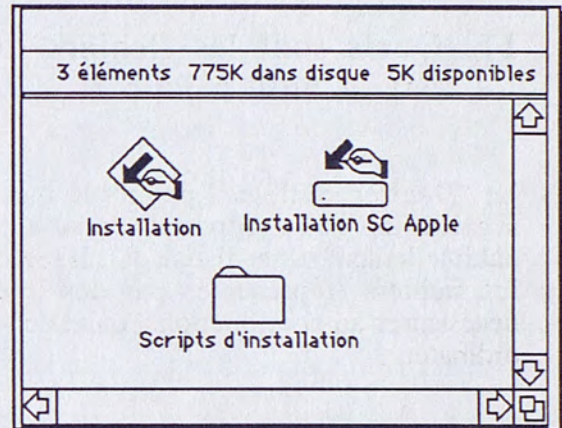 3 éléments 775K dans disque 5K disponibles
Installation
Installation SC Apple
Scripts d'installation